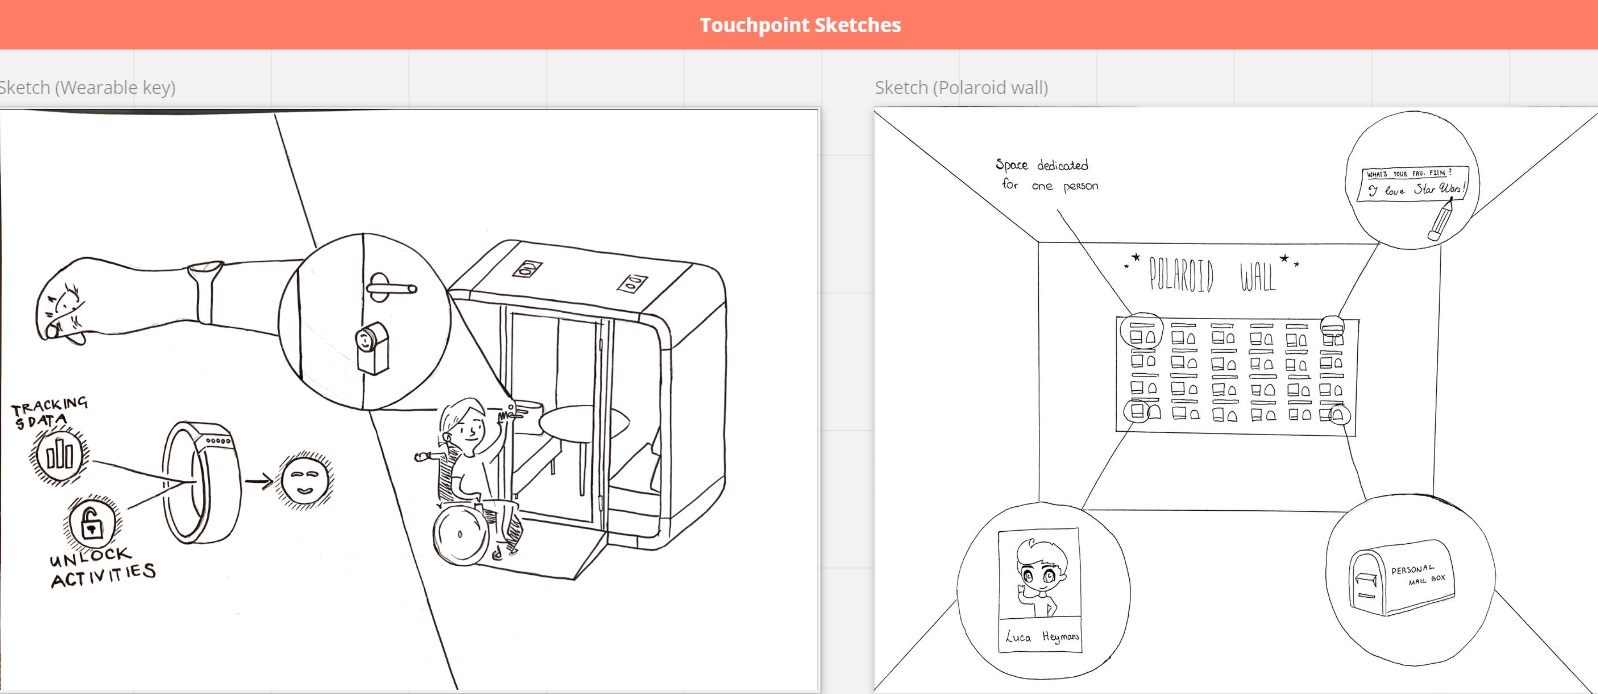 Touchpoint Sketches
Sketch (Wearable key)
TRACKING
& DATA
UNLOCK
ACTIVITIES
Sketch (Polaroid wall)
Space dedicated
for one person
WHAT'S YOUR FAV. FILM?
I love Star Wars!
POLAROID WALL
Luca Heymans
PERSONAL
MAIL BOX